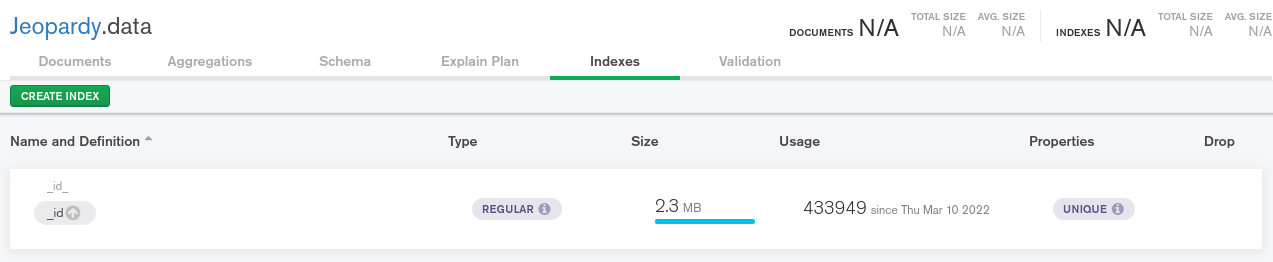 Jeopardy.data
DOCUMENTS N/A TOTAL SIZE N/A AVG. SIZE N/A INDEXES N/A TOTAL SIZE N/A AVG. SIZE N/A
Documents Aggregations Schema Explain Plan Indexes Validation
CREATE INDEX
Name and Definition Type Size Usage Properties Drop
_id_
_id REGULAR 2.3 MB 433949 since Thu Mar 10 2022 UNIQUE